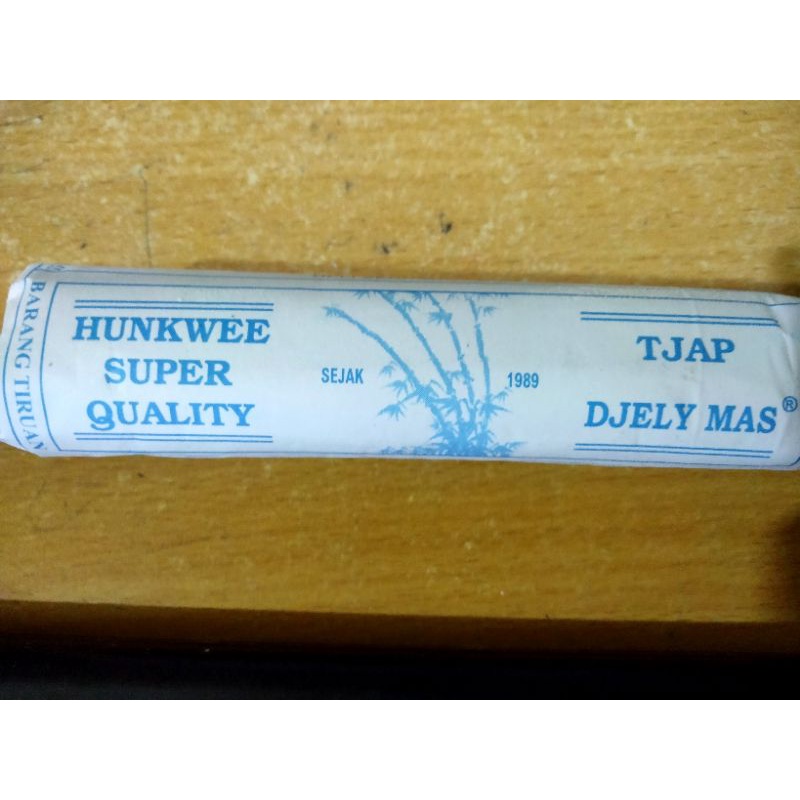 BARANG TIRUAN
HUNKWEE
SUPER
QUALITY
SEJAK 1989
TJAP
DJELY MAS®